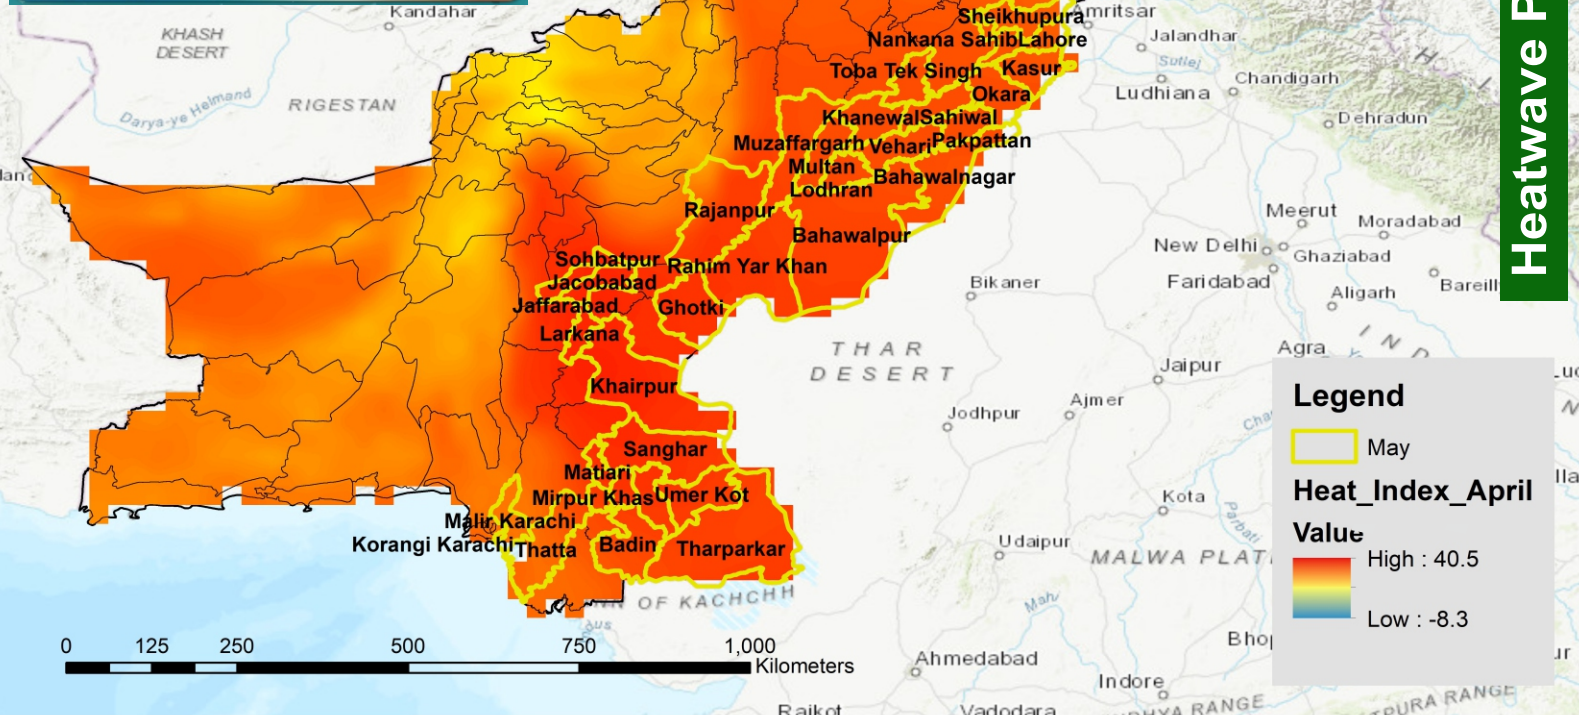 Kandahar
KHASH
DESERT
Darya-ye Helmand
RIGESTAN
Sheikhupura
Amritsar
Nankana Sahib
Lahore
Jalandhar
Toba Tek Singh
Kasur
Sutlej
Chandigarh
Okara
Ludhiana
Khanewal
Sahiwal
Dehradun
Muzaffargarh
Vehari
Pakpattan
Multan
Bahawalnagar
Lodhran
Rajanpur
Meerut
Moradabad
Bahawalpur
New Delhi
Ghaziabad
Sohbatpur
Rahim Yar Khan
Jacobabad
Bikaner
Faridabad
Aligarh
Jaffarabad
Ghotki
Larkana
THAR
DESERT
Agra
Jaipur
Khairpur
Jodhpur
Ajmer
Sanghar
Matiari
Mirpur Khas
Umer Kot
Kota
Parbati
Malir Karachi
Korangi Karachi
Thatta
Badin
Tharparkar
Udaipur
OF KACHCHH
Mahi
Ahmedabad
Indore
Rajkot
Vadodara
RANGE
RANGE
Heatwave P
Legend
May
Heat_Index_April
Value
High : 40.5
Low : -8.3
0 125 250 500 750 1,000
Kilometers